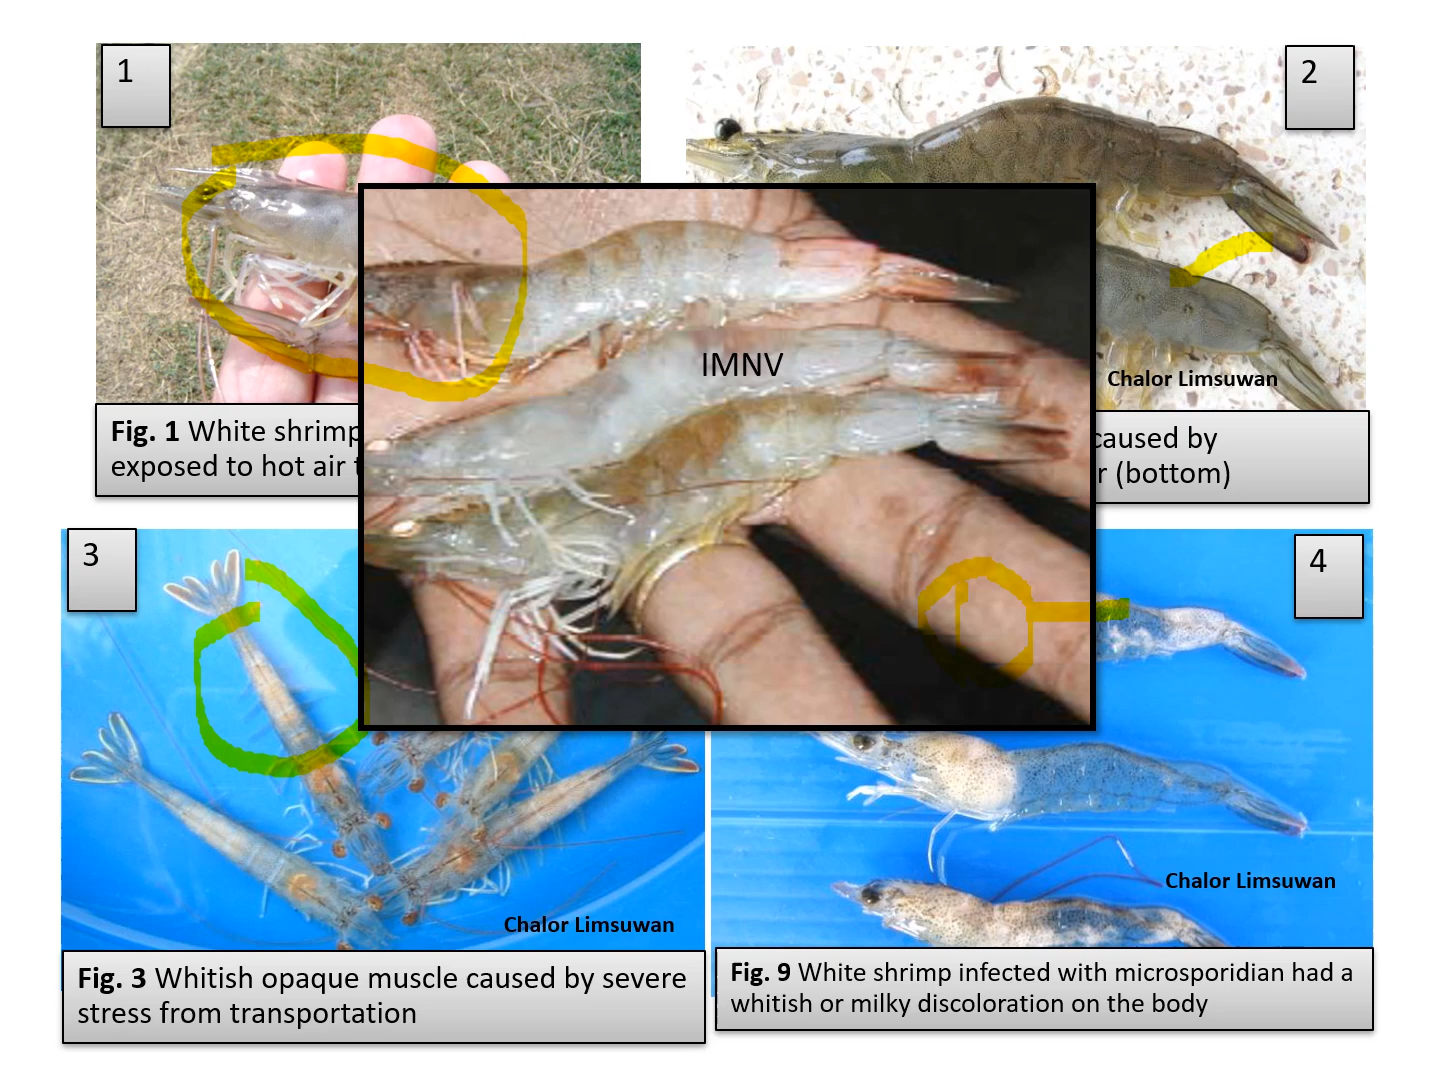 1
2
IMNV
Chalor Limsuwan
Fig. 1 White shrimp
exposed to hot air
caused by
(bottom)
3
4
Chalor Limsuwan
Chalor Limsuwan
Fig. 3 Whitish opaque muscle caused by severe
stress from transportation
Fig. 9 White shrimp infected with microsporidian had a
whitish or milky discoloration on the body